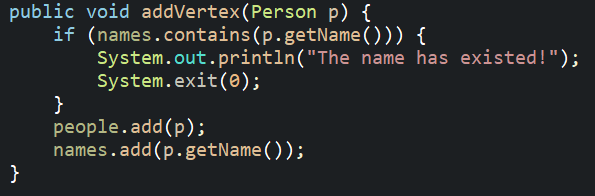 public void addVertex(Person p) {
    if (names.contains(p.getName())) {
        System.out.println("The name has existed!");
        System.exit(0);
    }
    people.add(p);
    names.add(p.getName());
}